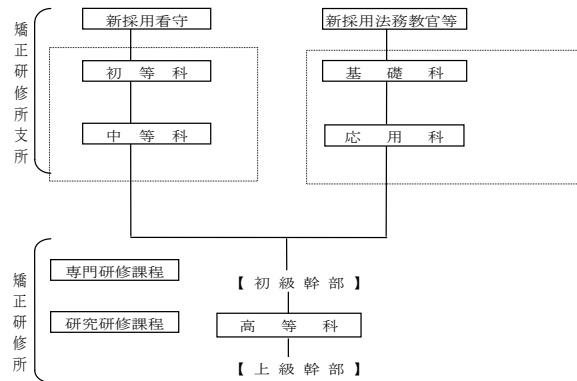 矯正研修所支所
新採用看守
新採用法務教官等
初等科
基礎科
中等科
応用科
矯正研修所
専門研修課程
【初級幹部】
研究研修課程
高等科
【上級幹部】